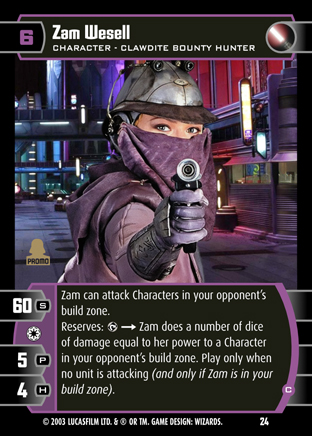 6 Zam Wesell
CHARACTER - CLAWDITE BOUNTY HUNTER
PROMO
60 S
5 P
4 H
Zam can attack Characters in your opponent's
build zone.
Reserves: → Zam does a number of dice
of damage equal to her power to a Character
in your opponent's build zone. Play only when
no unit is attacking (and only if Zam is in your
build zone).
C
© 2003 LUCASFILM LTD. & ® OR TM. GAME DESIGN: WIZARDS. 24